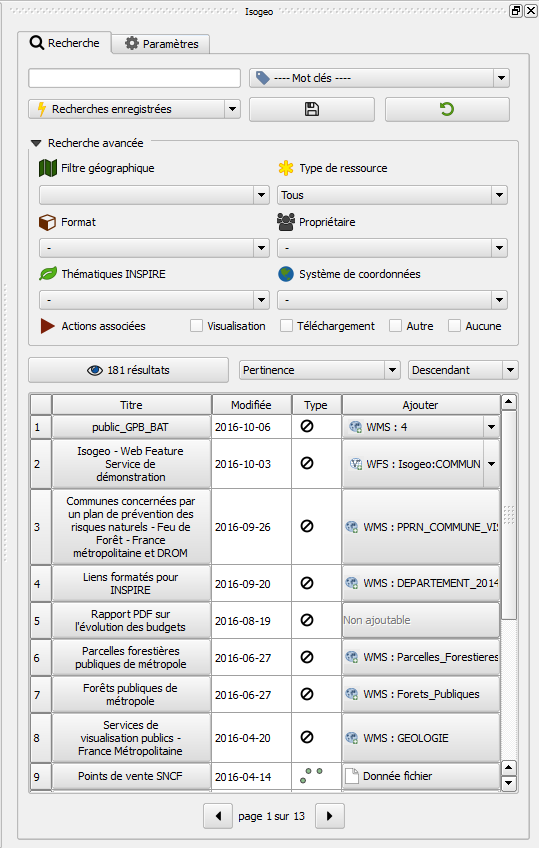 Isogeo
Recherche Paramètres
---- Mot clés ----
Recherches enregistrées
Recherche avancée
Filtre géographique Type de ressource
Tous
Format Propriétaire
- -
Thématiques INSPIRE Système de coordonnées
- -
Actions associées Visualisation Téléchargement Autre Aucune
181 résultats Pertinence Descendant
Titre Modifiée Type Ajouter
1 public_GPB_BAT 2016-10-06 WMS : 4
2 Isogeo - Web Feature
Service de
démonstration 2016-10-03 WFS : Isogeo:COMMUN
3 Communes concernées par
un plan de prévention des
risques naturels - Feu de
Forêt - France
métropolitaine et DROM 2016-09-26 WMS : PPRN_COMMUNE_VIS
4 Liens formatés pour
INSPIRE 2016-09-20 WMS : DEPARTEMENT_2014
5 Rapport PDF sur
l'évolution des budgets 2016-08-19 Non ajoutable
6 Parcelles forestières
publiques de métropole 2016-06-27 WMS : Parcelles_Forestieres
7 Forêts publiques de
métropole 2016-06-27 WMS : Forets_Publiques
8 Services de
visualisation publics -
France Métropolitaine 2016-04-20 WMS : GEOLOGIE
9 Points de vente SNCF 2016-04-14 Donnée fichier
page 1 sur 13